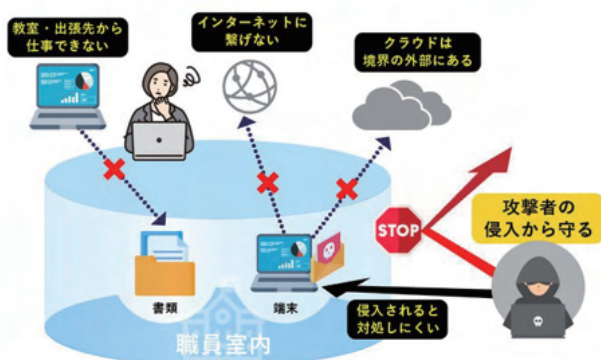 教室・出張先から
仕事できない
インターネットに
繋げない
クラウドは
境界の外部にある
STOP
攻撃者の
侵入から守る
書類
端末
侵入されると
対処しにくい
職員室内